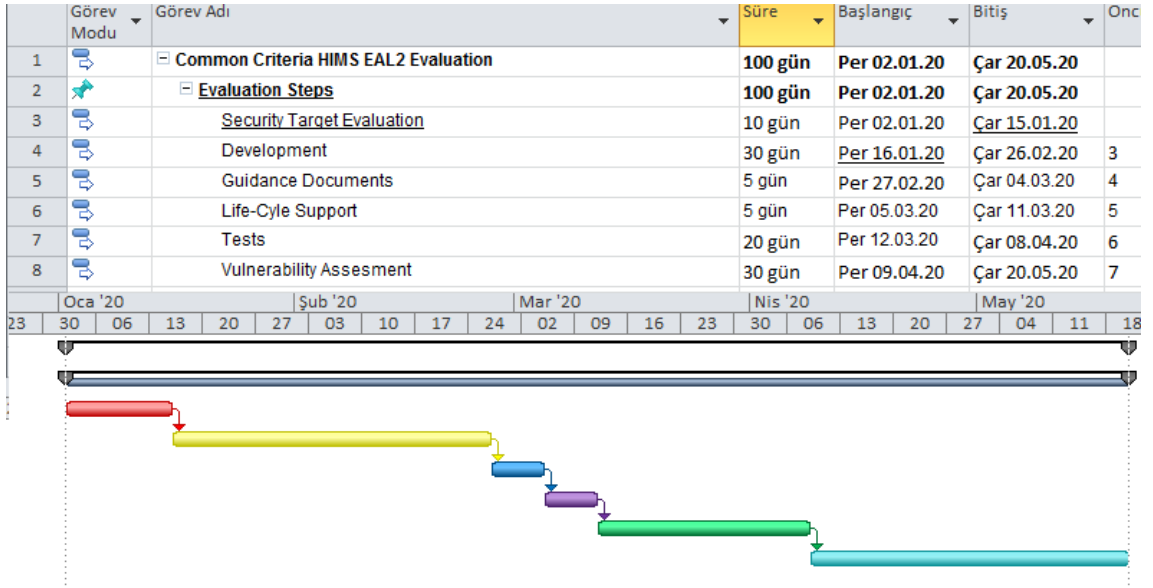 Görev Modu Görev Adı Süre Başlangıç Bitiş Önc
1 Common Criteria HIMS EAL2 Evaluation 100 gün Per 02.01.20 Çar 20.05.20
2 Evaluation Steps 100 gün Per 02.01.20 Çar 20.05.20
3 Security Target Evaluation 10 gün Per 02.01.20 Çar 15.01.20
4 Development 30 gün Per 16.01.20 Çar 26.02.20 3
5 Guidance Documents 5 gün Per 27.02.20 Çar 04.03.20 4
6 Life-Cyle Support 5 gün Per 05.03.20 Çar 11.03.20 5
7 Tests 20 gün Per 12.03.20 Çar 08.04.20 6
8 Vulnerability Assesment 30 gün Per 09.04.20 Çar 20.05.20 7
Oca '20 Şub '20 Mar '20 Nis '20 May '20
23 30 06 13 20 27 03 10 17 24 02 09 16 23 30 06 13 20 27 04 11 18